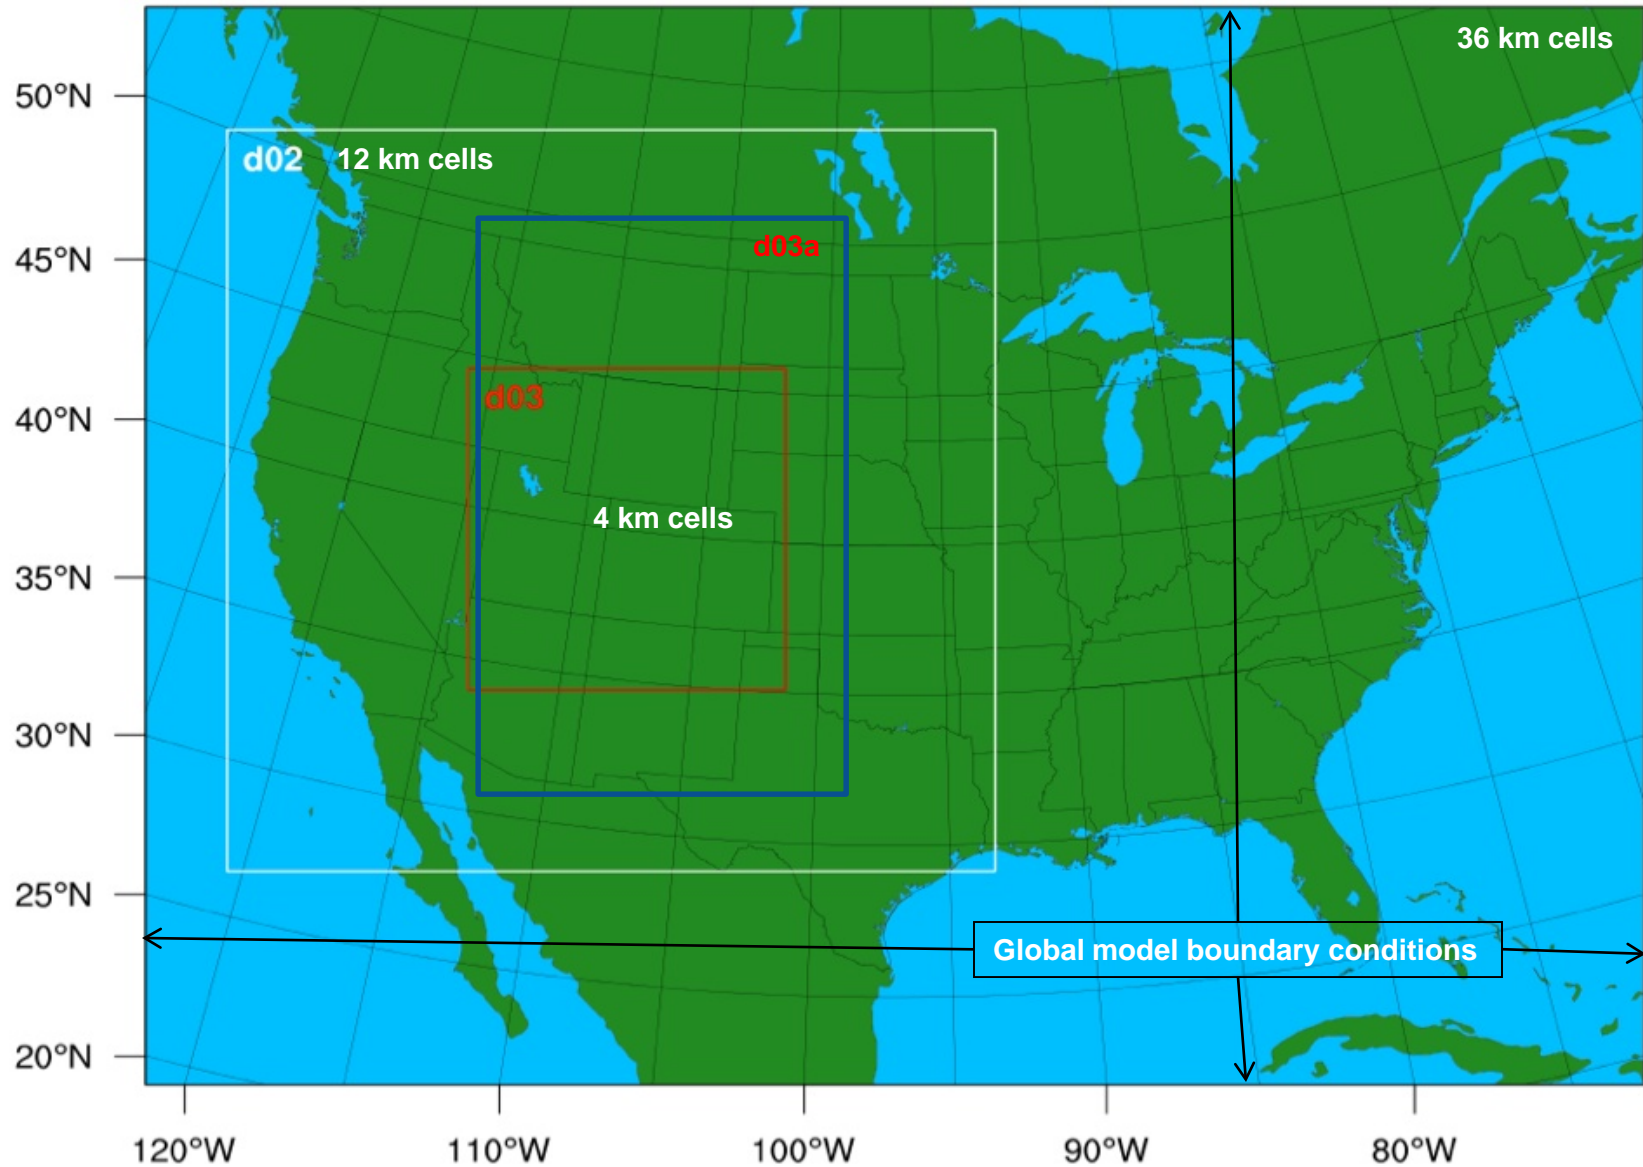 36 km cells
50°N
d02 12 km cells
d03a
45°N
d03
40°N
4 km cells
35°N
30°N
25°N
Global model boundary conditions
20°N
120°W 110°W 100°W 90°W 80°W